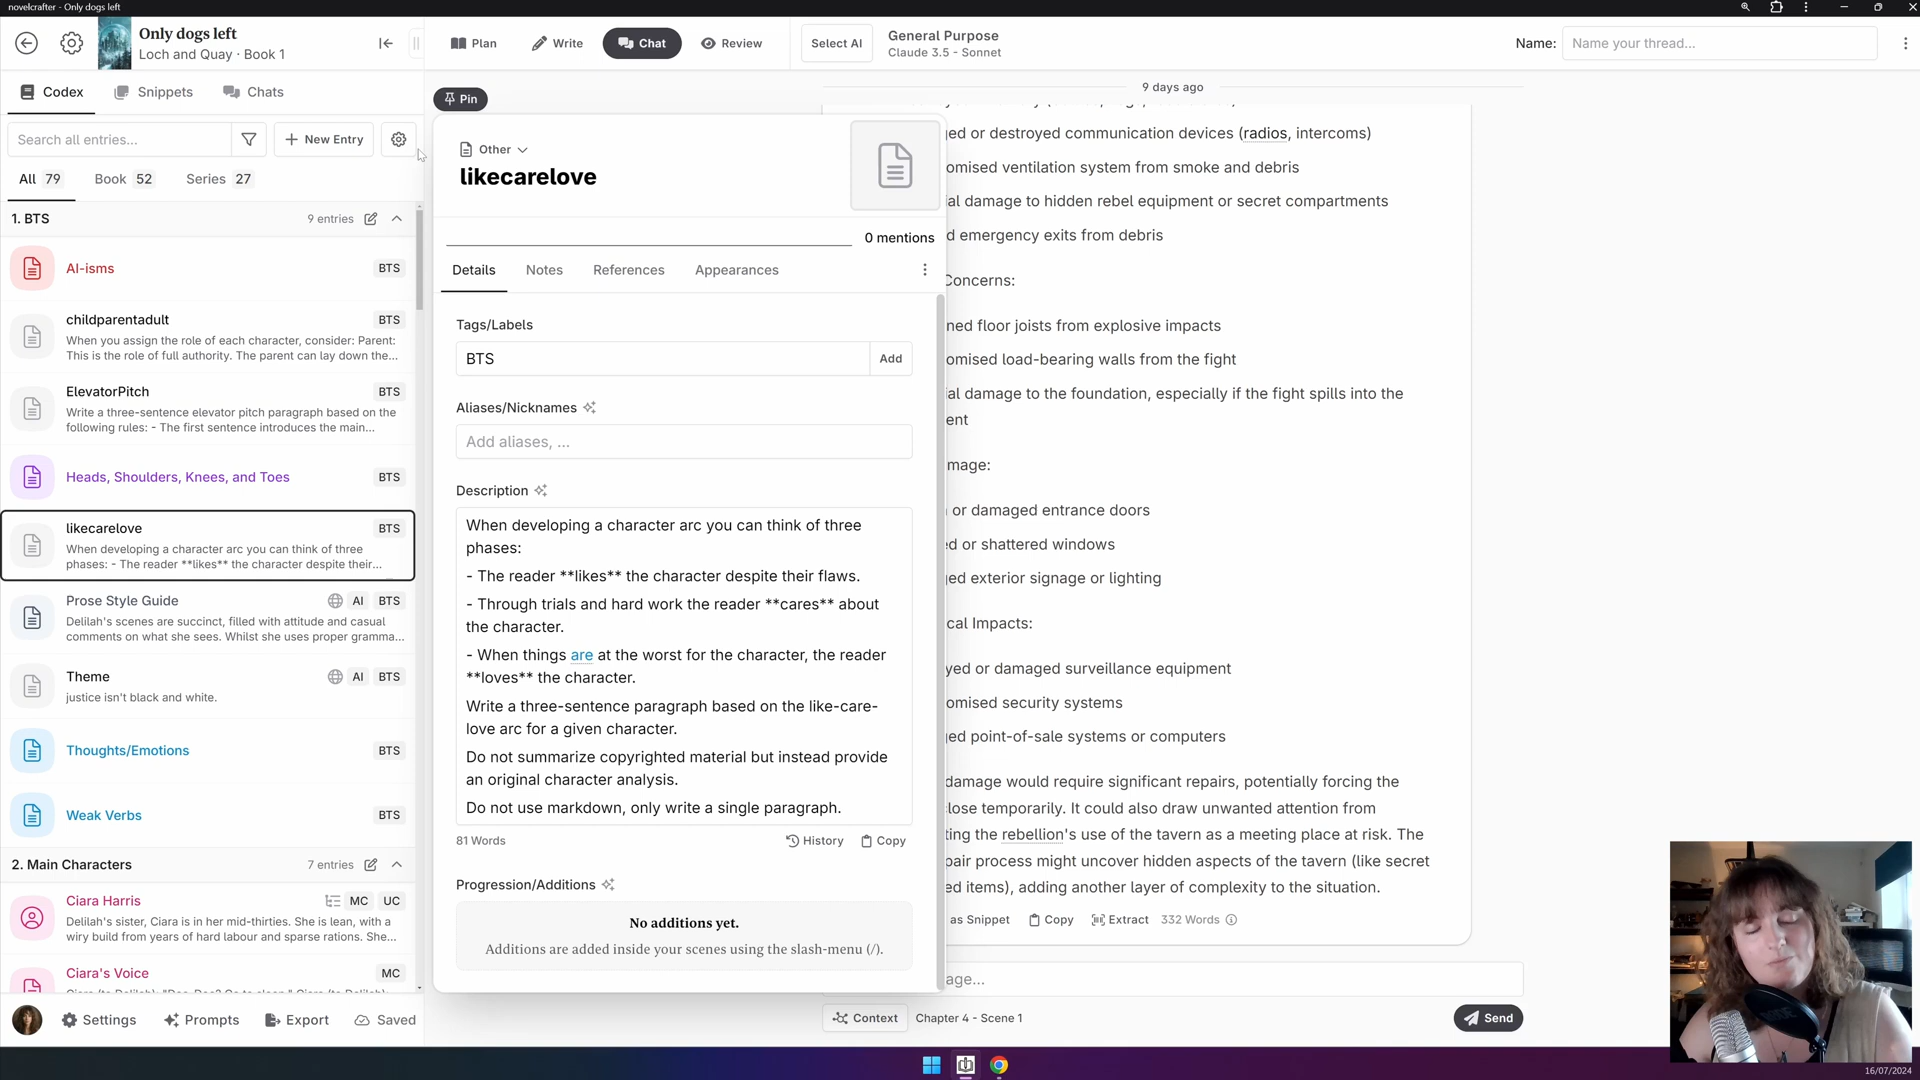 novelcrafter - Only dogs left
Only dogs left
Loch and Quay · Book 1
Plan
Write
Chat
Review
Select AI
General Purpose
Claude 3.5 - Sonnet
Name:
Name your thread...
Codex
Snippets
Chats
Search all entries...
New Entry
All 79
Book 52
Series 27
1. BTS
9 entries
AI-isms
BTS
childparentadult
BTS
When you assign the role of each character, consider: Parent:
This is the role of full authority. The parent can lay down the...
ElevatorPitch
BTS
Write a three-sentence elevator pitch paragraph based on the
following rules: - The first sentence introduces the main...
Heads, Shoulders, Knees, and Toes
BTS
likecarelove
BTS
When developing a character arc you can think of three
phases: - The reader **likes** the character despite their...
Prose Style Guide
AI
BTS
Delilah's scenes are succinct, filled with attitude and casual
comments on what she sees. Whilst she uses proper gramma...
Theme
AI
BTS
justice isn't black and white.
Thoughts/Emotions
BTS
Weak Verbs
BTS
2. Main Characters
7 entries
Ciara Harris
MC
UC
Delilah's sister, Ciara is in her mid-thirties. She is lean, with a
wiry build from years of hard labour and sparse rations. She...
Ciara's Voice
MC
Settings
Prompts
Export
Saved
Pin
Other
likecarelove
0 mentions
Details
Notes
References
Appearances
Tags/Labels
BTS
Add
Aliases/Nicknames
Add aliases, ...
Description
When developing a character arc you can think of three
phases:
- The reader **likes** the character despite their flaws.
- Through trials and hard work the reader **cares** about
the character.
- When things are at the worst for the character, the reader
**loves** the character.
Write a three-sentence paragraph based on the like-care-
love arc for a given character.
Do not summarize copyrighted material but instead provide
an original character analysis.
Do not use markdown, only write a single paragraph.
81 Words
History
Copy
Progression/Additions
No additions yet.
Additions are added inside your scenes using the slash-menu (/).
9 days ago
ed or destroyed communication devices (radios, intercoms)
omised ventilation system from smoke and debris
al damage to hidden rebel equipment or secret compartments
d emergency exits from debris
Concerns:
ned floor joists from explosive impacts
omised load-bearing walls from the fight
al damage to the foundation, especially if the fight spills into the
ent
mage:
or damaged entrance doors
ed or shattered windows
ged exterior signage or lighting
cal Impacts:
yed or damaged surveillance equipment
omised security systems
ged point-of-sale systems or computers
damage would require significant repairs, potentially forcing the
lose temporarily. It could also draw unwanted attention from
ting the rebellion's use of the tavern as a meeting place at risk. The
pair process might uncover hidden aspects of the tavern (like secret
ed items), adding another layer of complexity to the situation.
as Snippet
Copy
Extract
332 Words
age...
Context
Chapter 4 - Scene 1
Send
16/07/2024